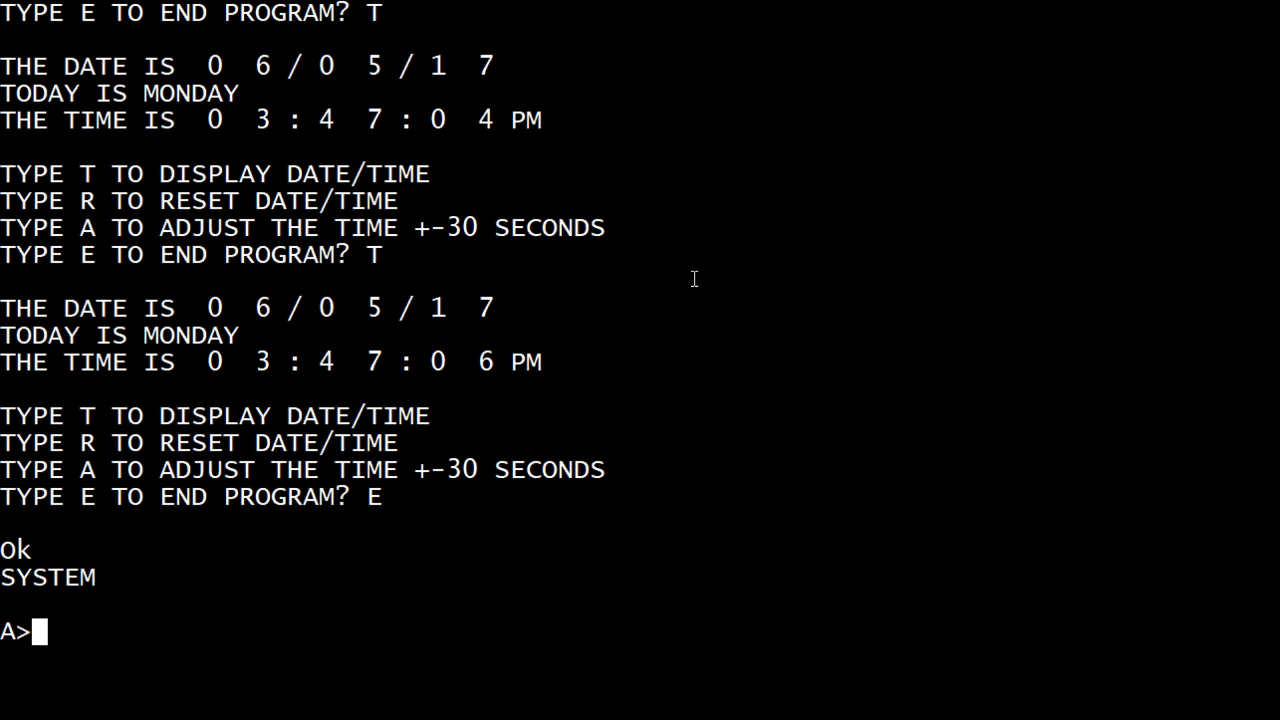 TYPE E TO END PROGRAM? T
THE DATE IS  0  6 / 0  5 / 1  7
TODAY IS MONDAY
THE TIME IS  0  3 : 4  7 : 0  4 PM
TYPE T TO DISPLAY DATE/TIME
TYPE R TO RESET DATE/TIME
TYPE A TO ADJUST THE TIME +-30 SECONDS
TYPE E TO END PROGRAM? T
THE DATE IS  0  6 / 0  5 / 1  7
TODAY IS MONDAY
THE TIME IS  0  3 : 4  7 : 0  6 PM
TYPE T TO DISPLAY DATE/TIME
TYPE R TO RESET DATE/TIME
TYPE A TO ADJUST THE TIME +-30 SECONDS
TYPE E TO END PROGRAM? E
Ok
SYSTEM
A>